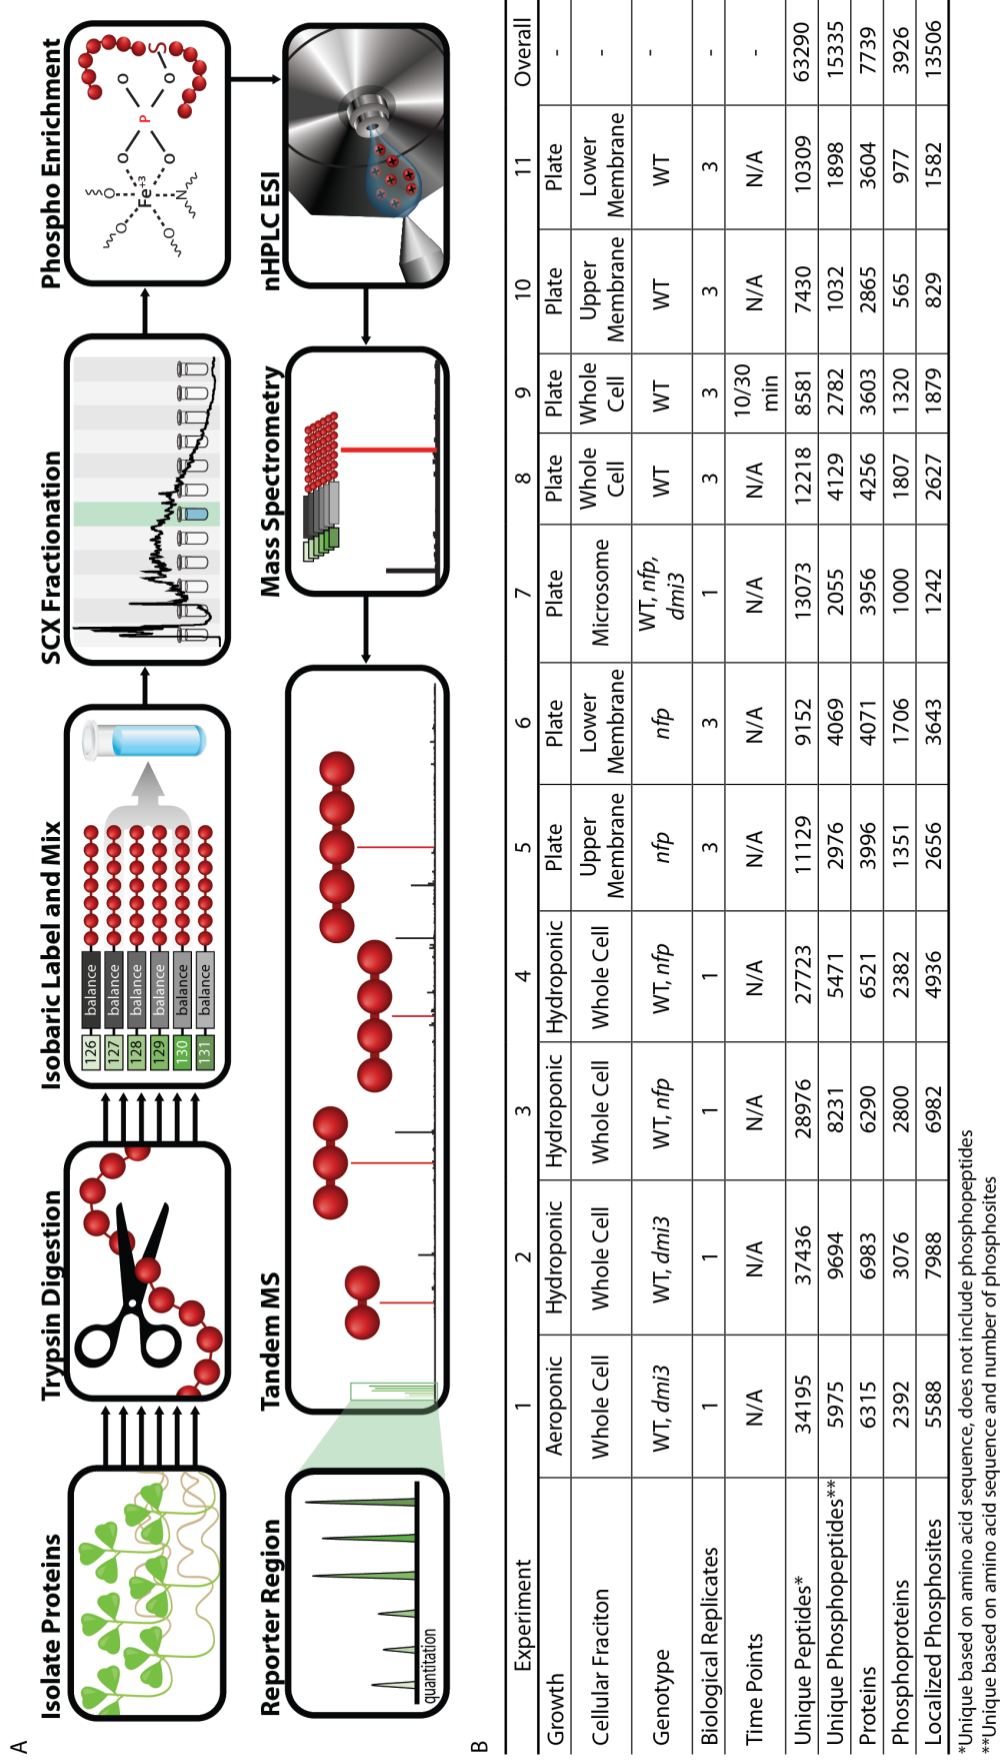 A
Isolate Proteins
Trypsin Digestion
Isobaric Label and Mix
126 balance
127 balance
128 balance
129 balance
130 balance
131 balance
SCX Fractionation
Phospho Enrichment
O
O
O
N
Fe+3
O
O
P
O
O
S
nHPLC ESI
Mass Spectrometry
Tandem MS
Reporter Region
quantitation
B
Experiment 1 2 3 4 5 6 7 8 9 10 11 Overall
Growth Aeroponic Hydroponic Hydroponic Hydroponic Plate Plate Plate Plate Plate Plate Plate -
Cellular Fraciton Whole Cell Whole Cell Whole Cell Whole Cell Upper Membrane Lower Membrane Microsome Whole Cell Whole Cell Upper Membrane Lower Membrane -
Genotype WT, dmi3 WT, dmi3 WT, nfp WT, nfp nfp nfp WT, nfp, dmi3 WT WT WT WT -
Biological Replicates 1 1 1 1 3 3 1 3 3 3 3 -
Time Points N/A N/A N/A N/A N/A N/A N/A N/A 10/30 min N/A N/A -
Unique Peptides* 34195 37436 28976 27723 11129 9152 13073 12218 8581 7430 10309 63290
Unique Phosphopeptides** 5975 9694 8231 5471 2976 4069 2055 4129 2782 1032 1898 15335
Proteins 6315 6983 6290 6521 3996 4071 3956 4256 3603 2865 3604 7739
Phosphoproteins 2392 3076 2800 2382 1351 1706 1000 1807 1320 565 977 3926
Localized Phosphosites 5588 7988 6982 4936 2656 3643 1242 2627 1879 829 1582 13506
*Unique based on amino acid sequence, does not include phosphopeptides
**Unique based on amino acid sequence and number of phosphosites